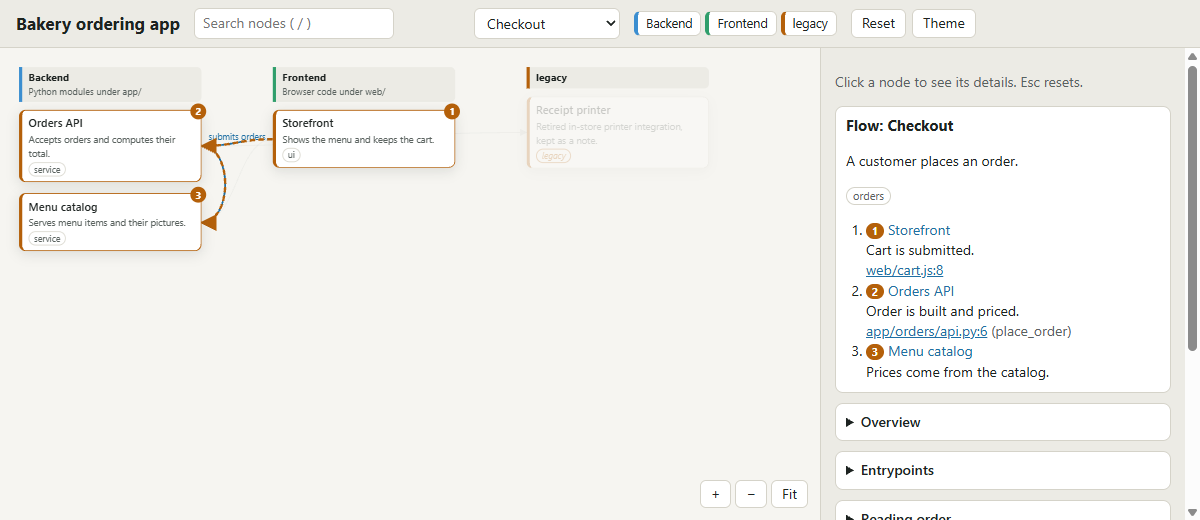 Bakery ordering app
Search nodes ( / )
Checkout
Backend
Frontend
legacy
Reset
Theme
Backend
Python modules under app/
Orders API
2
Accepts orders and computes their
total.
service
Menu catalog
3
Serves menu items and their pictures.
service
submits orders
Frontend
Browser code under web/
Storefront
1
Shows the menu and keeps the cart.
ui
legacy
Receipt printer
Retired in-store printer integration,
kept as a note.
legacy
+
−
Fit
Click a node to see its details. Esc resets.
Flow: Checkout
A customer places an order.
orders
1. 1 Storefront
Cart is submitted.
web/cart.js:8
2. 2 Orders API
Order is built and priced.
app/orders/api.py:6 (place_order)
3. 3 Menu catalog
Prices come from the catalog.
Overview
Entrypoints
Reading order